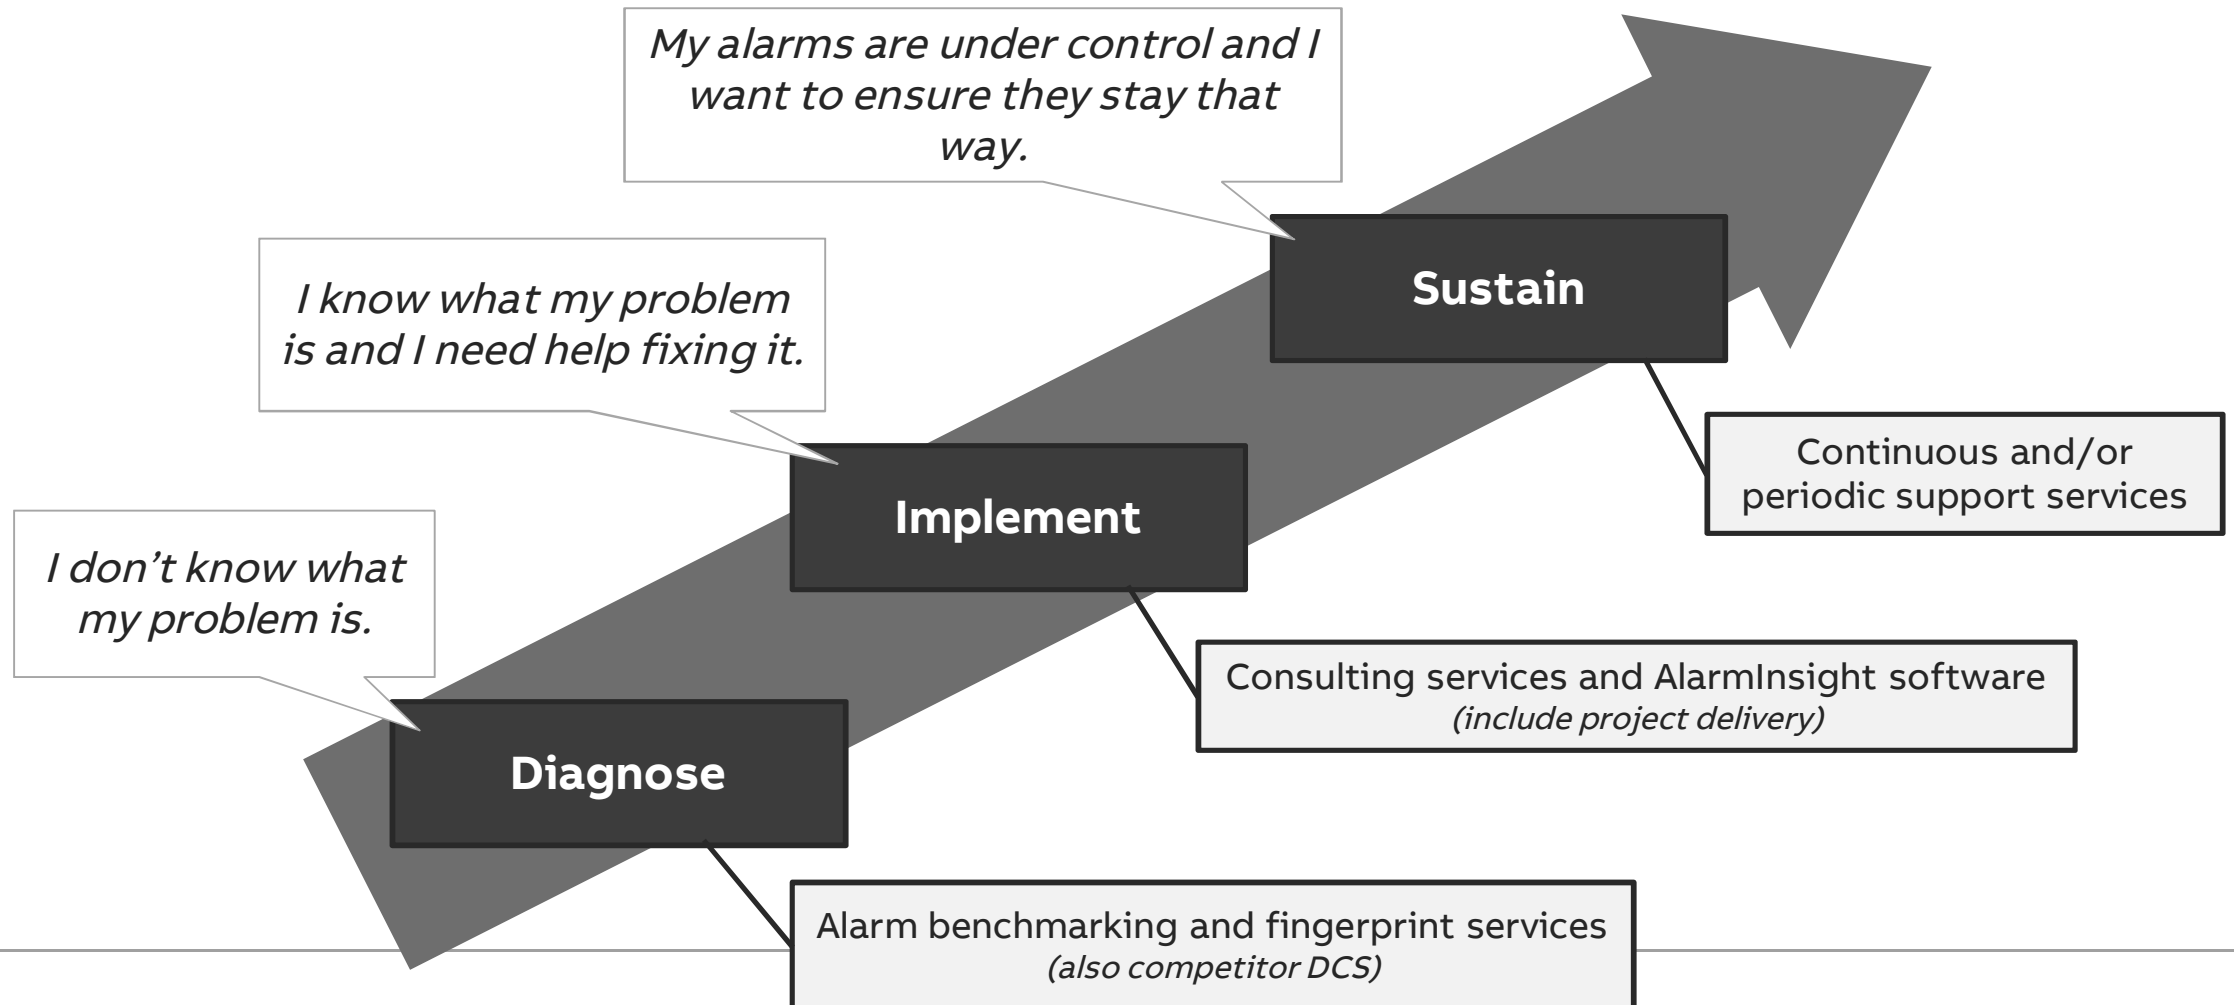 My alarms are under control and I
want to ensure they stay that
way.
Sustain
Continuous and/or
periodic support services
I know what my problem
is and I need help fixing it.
Implement
Consulting services and AlarmInsight software
(include project delivery)
I don’t know what
my problem is.
Diagnose
Alarm benchmarking and fingerprint services
(also competitor DCS)